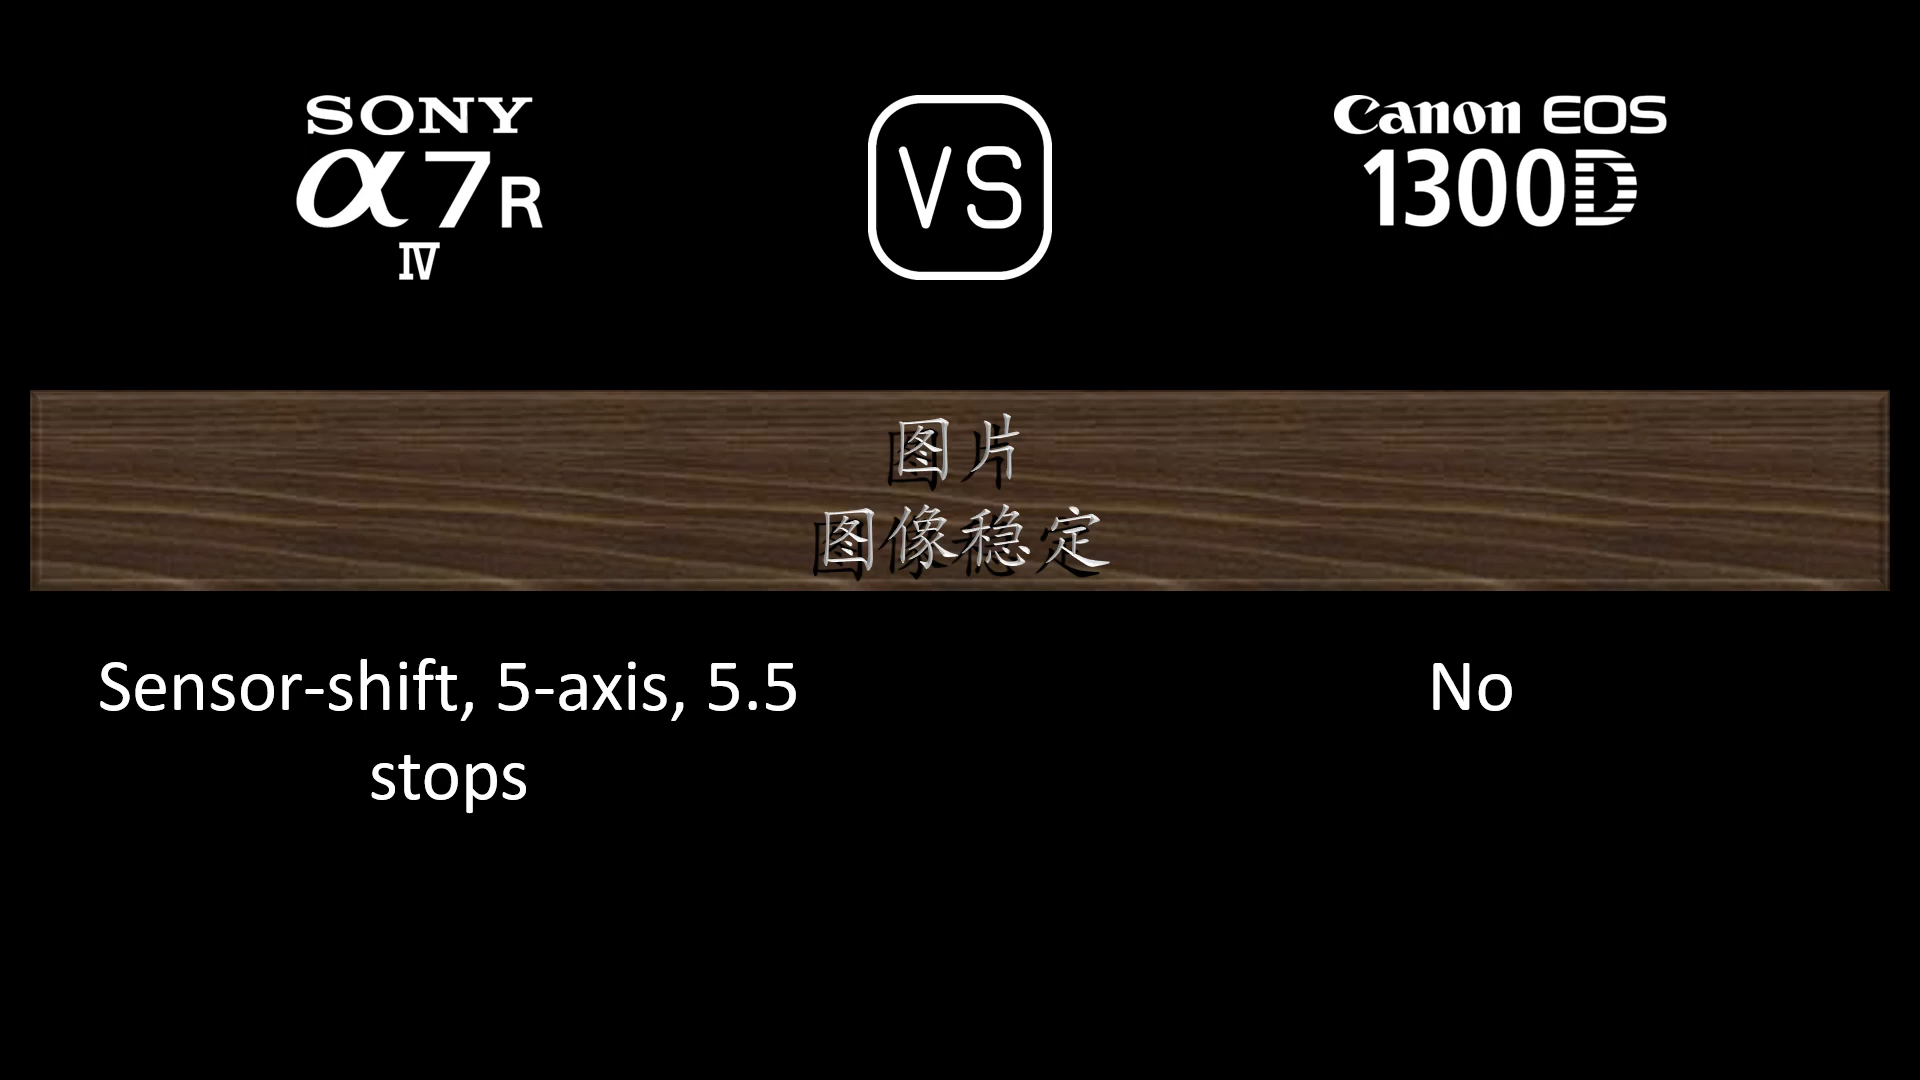 SONY
α7R
IV
VS
Canon EOS
1300D
图片
图像稳定
Sensor-shift, 5-axis, 5.5
stops
No